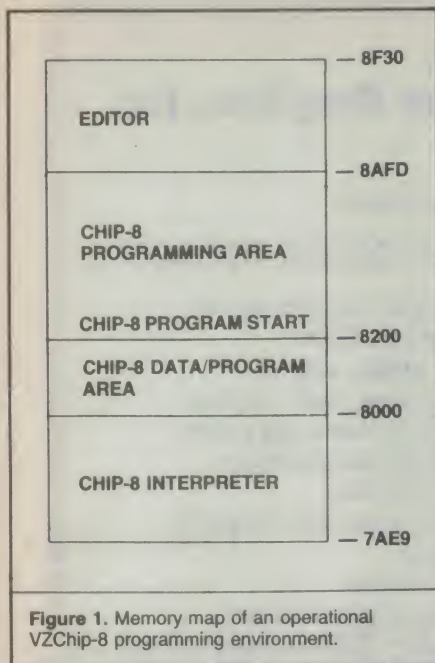 — 8F30
EDITOR
— 8AFD
CHIP-8
PROGRAMMING AREA
CHIP-8 PROGRAM START
— 8200
CHIP-8 DATA/PROGRAM
AREA
— 8000
CHIP-8 INTERPRETER
— 7AE9
Figure 1. Memory map of an operational
VZChip-8 programming environment.